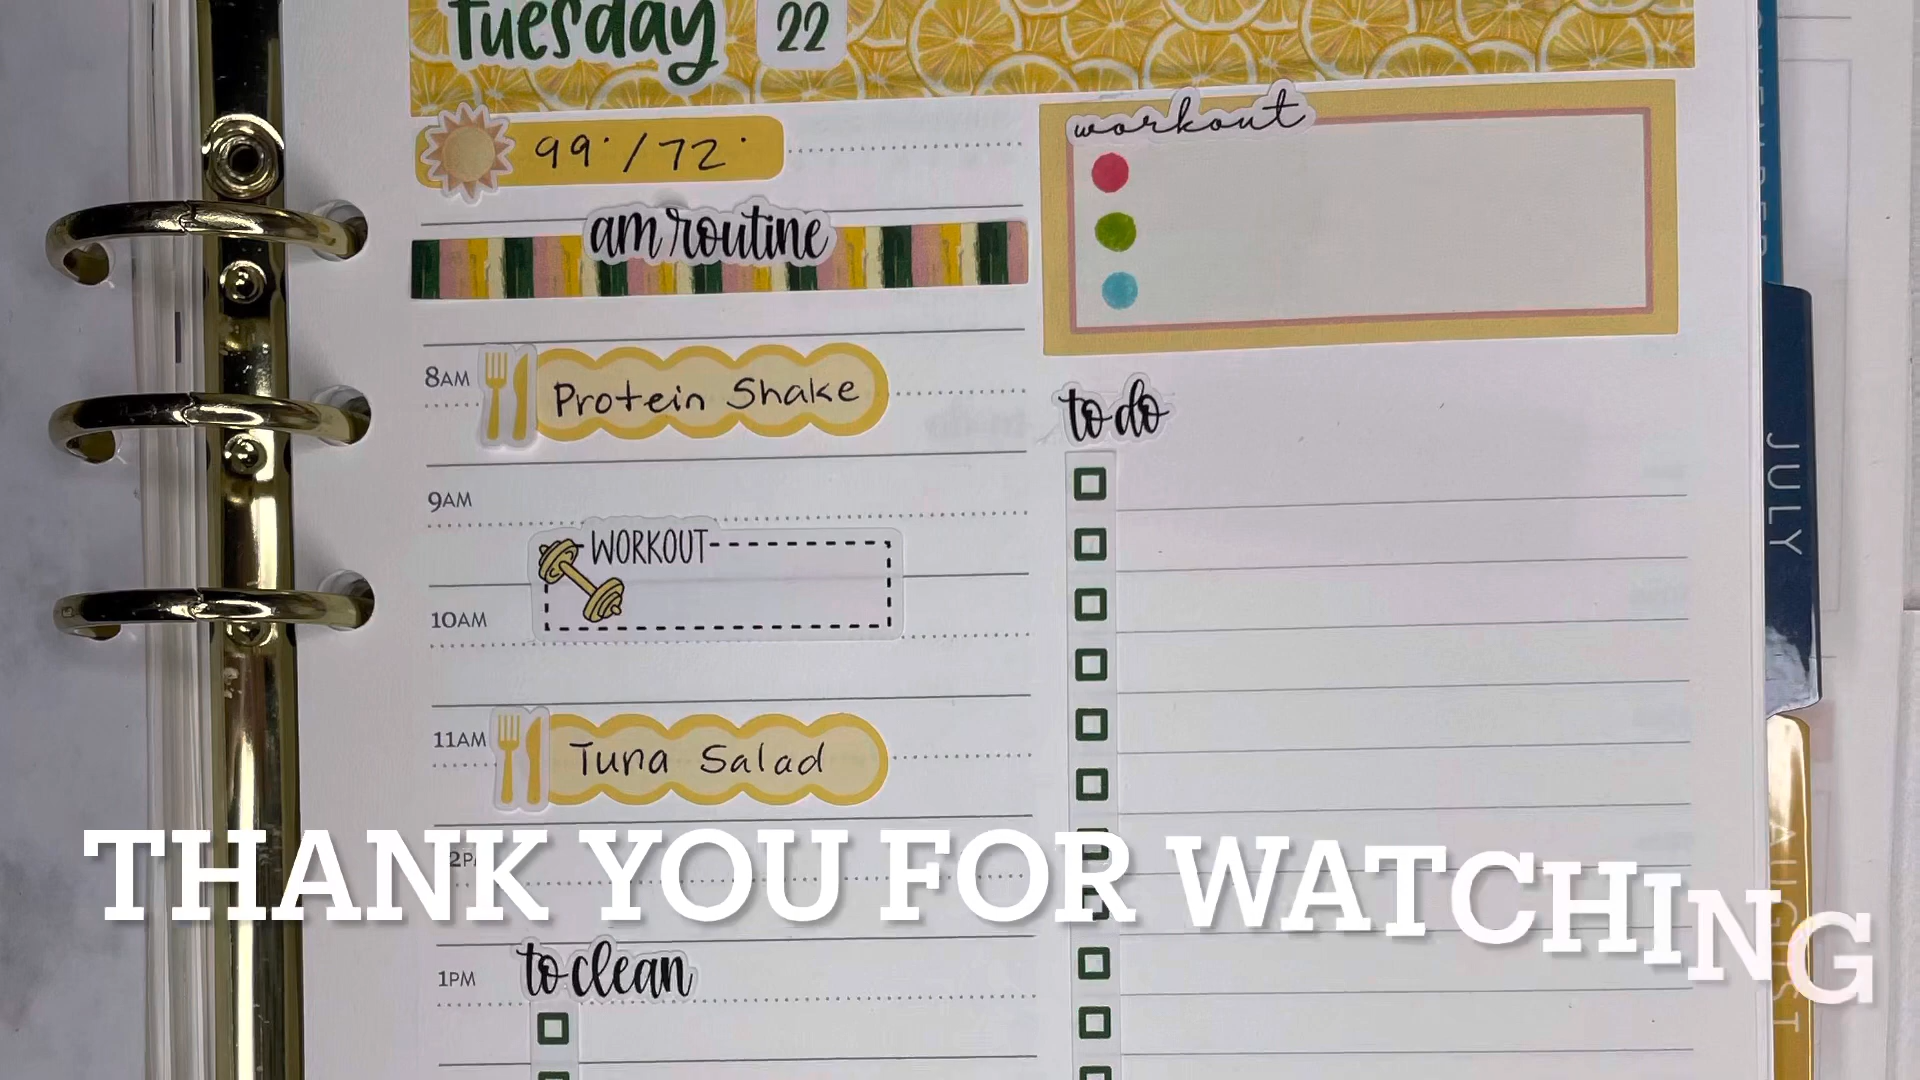 Tuesday 22
99°/72°
workout
am routine
8AM Protein Shake
to do
9AM
WORKOUT
10AM
JULY
11AM Tuna Salad
THANK YOU FOR WATCHING
AUGUST
1PM to clean